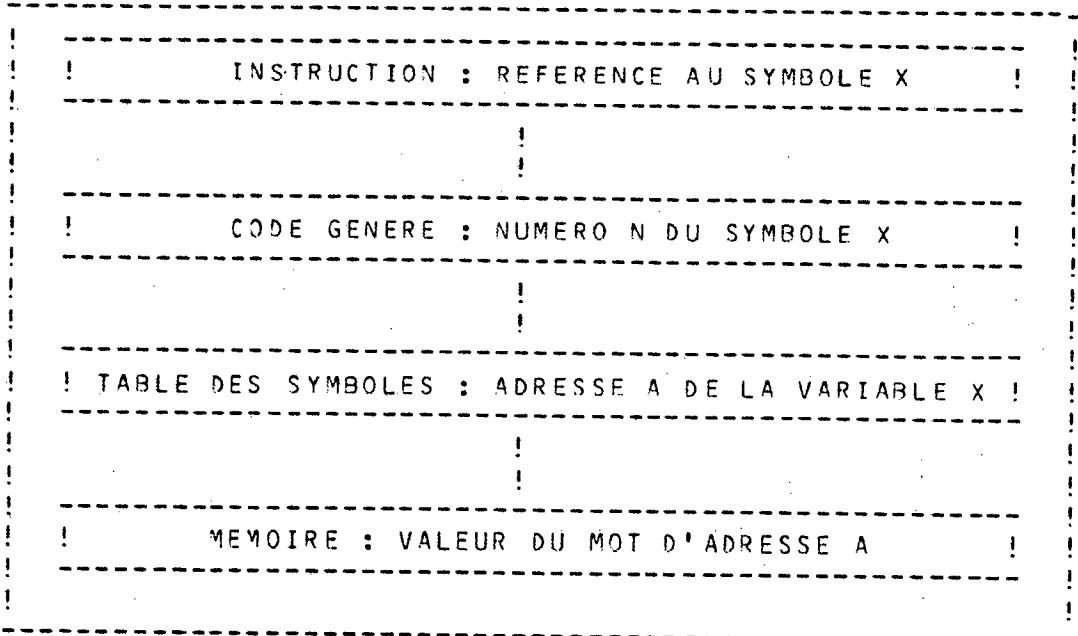 INSTRUCTION : REFERENCE AU SYMBOLE X
CODE GENERE : NUMERO N DU SYMBOLE X
TABLE DES SYMBOLES : ADRESSE A DE LA VARIABLE X
MEMOIRE : VALEUR DU MOT D'ADRESSE A